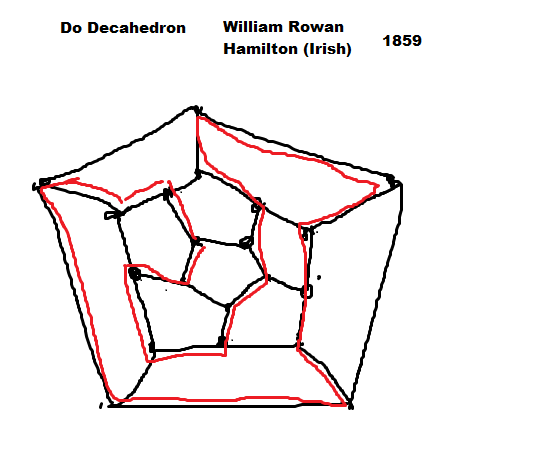 Do Decahedron
William Rowan
Hamilton (Irish)
1859